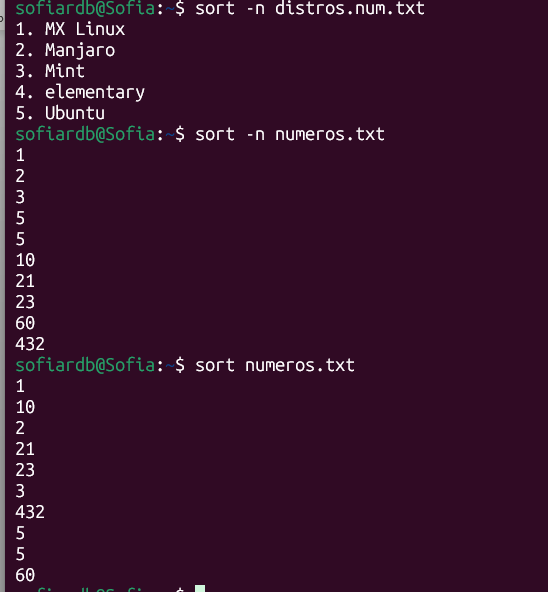 sofiardb@Sofia:~$ sort -n distros.num.txt
1. MX Linux
2. Manjaro
3. Mint
4. elementary
5. Ubuntu
sofiardb@Sofia:~$ sort -n numeros.txt
1
2
3
5
5
10
21
23
60
432
sofiardb@Sofia:~$ sort numeros.txt
1
10
2
21
23
3
432
5
5
60
sofiardb@Sofia:~$